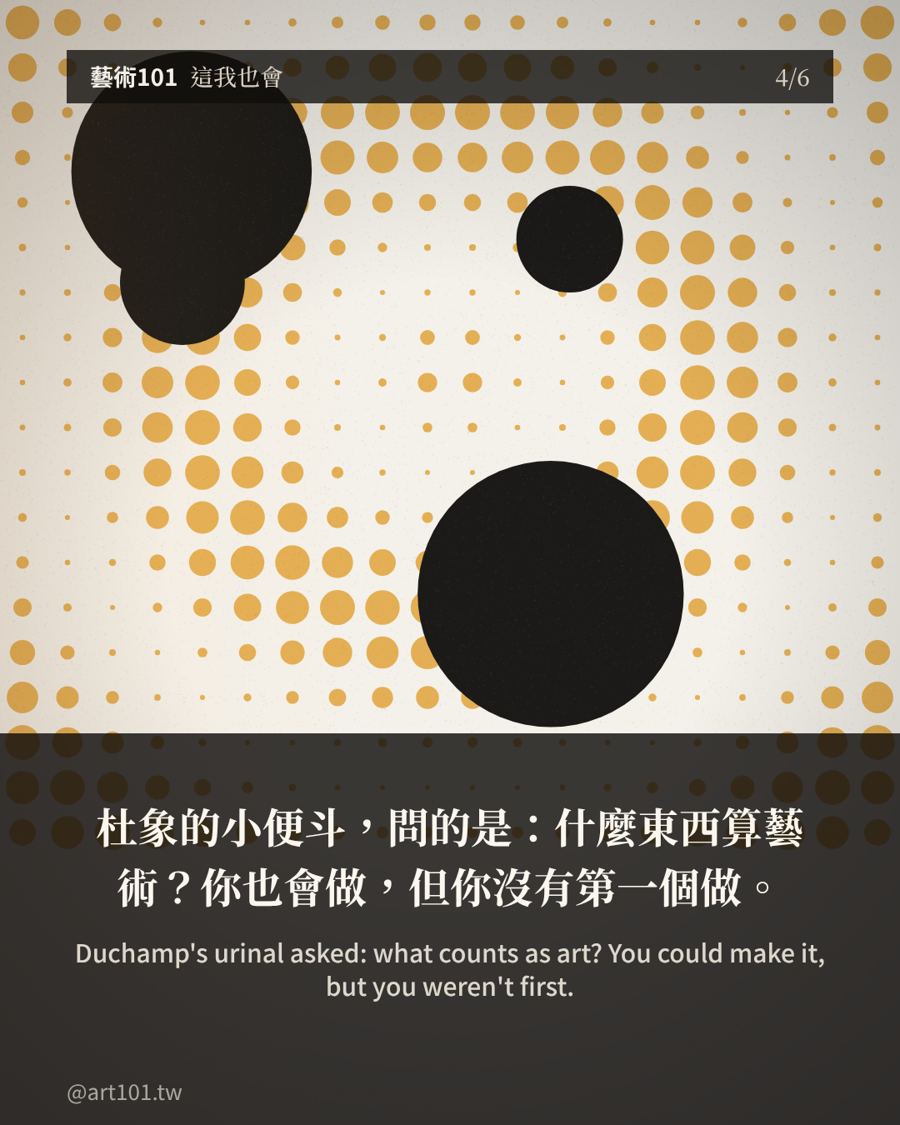 藝術101 這我也會 4/6
杜象的小便斗，問的是：什麼東西算藝
術？你也會做，但你沒有第一個做。
Duchamp's urinal asked: what counts as art? You could make it,
but you weren't first.
@art101.tw